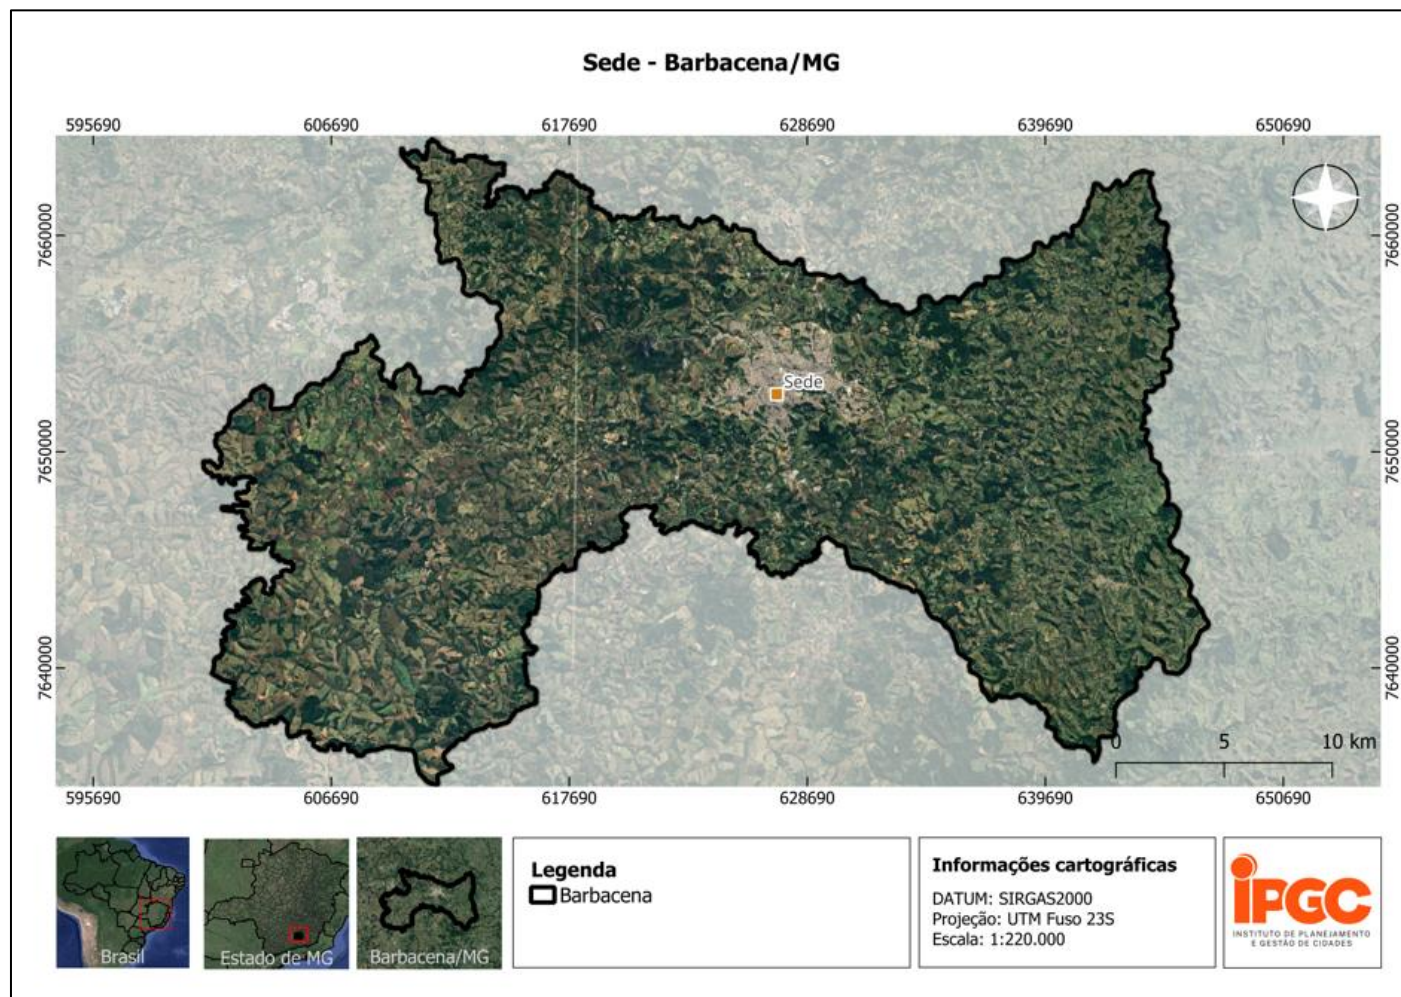 Sede - Barbacena/MG
595690 606690 617690 628690 639690 650690
7660000 7660000
Sede
7650000 7650000
7640000 7640000
0 5 10 km
595690 606690 617690 628690 639690 650690
Brasil
Estado de MG
Barbacena/MG
Legenda
Barbacena
Informações cartográficas
DATUM: SIRGAS2000
Projeção: UTM Fuso 23S
Escala: 1:220.000
iPGC
INSTITUTO DE PLANEJAMENTO
E GESTÃO DE CIDADES